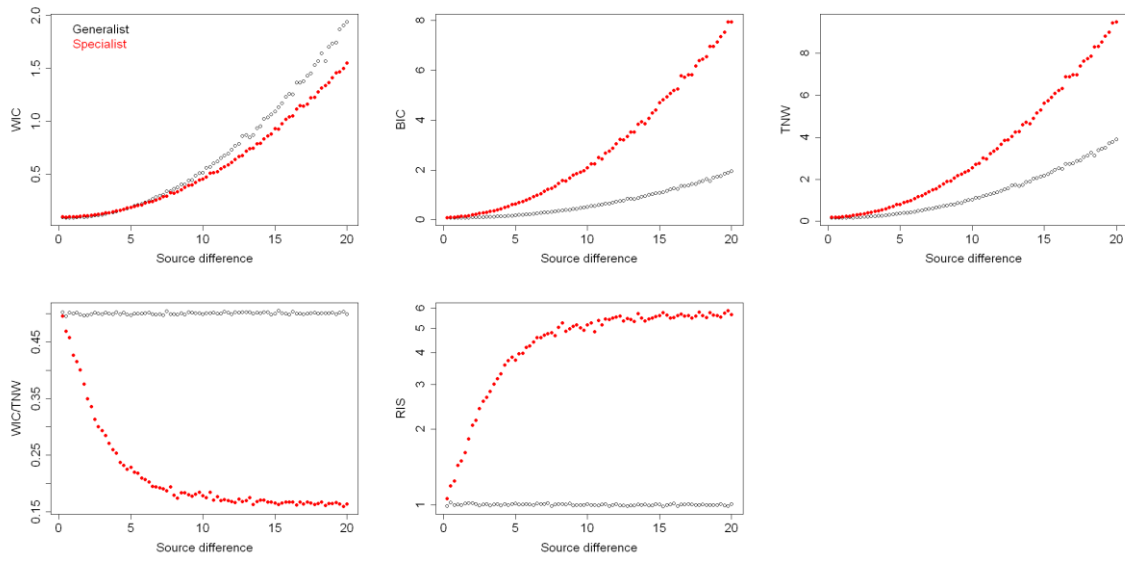 WIC
2.0
1.5
1.0
0.5
Generalist
Specialist
0 5 10 15 20
Source difference
BIC
8
6
4
2
0
0 5 10 15 20
Source difference
TNW
8
6
4
2
0
0 5 10 15 20
Source difference
WIC/TNW
0.45
0.35
0.25
0.15
0 5 10 15 20
Source difference
RIS
6
5
4
3
2
1
0 5 10 15 20
Source difference